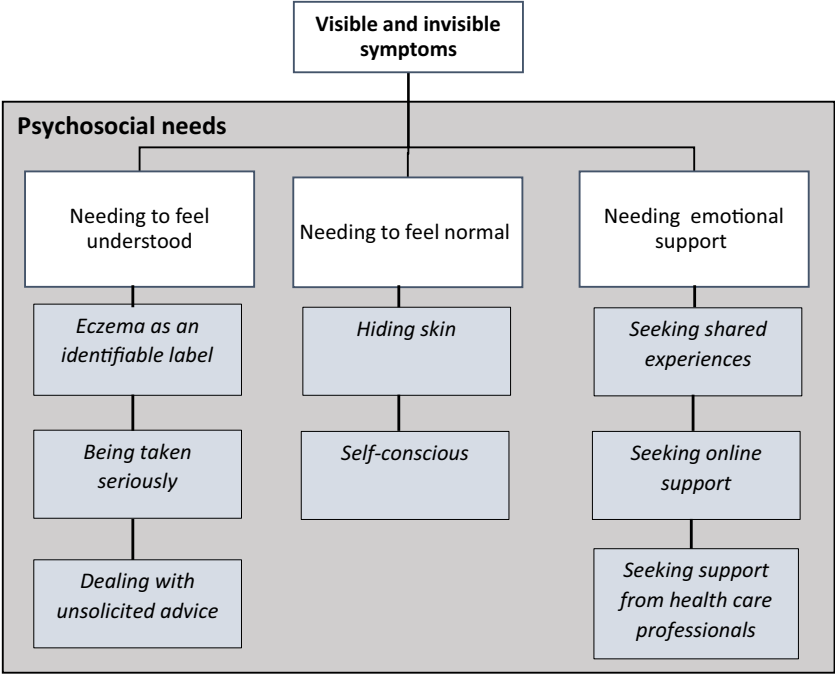 Visible and invisible
symptoms
Psychosocial needs
Needing to feel
understood
Needing to feel normal
Needing emotional
support
Eczema as an
identifiable label
Hiding skin
Seeking shared
experiences
Being taken
seriously
Self-conscious
Seeking online
support
Dealing with
unsolicited advice
Seeking support
from health care
professionals